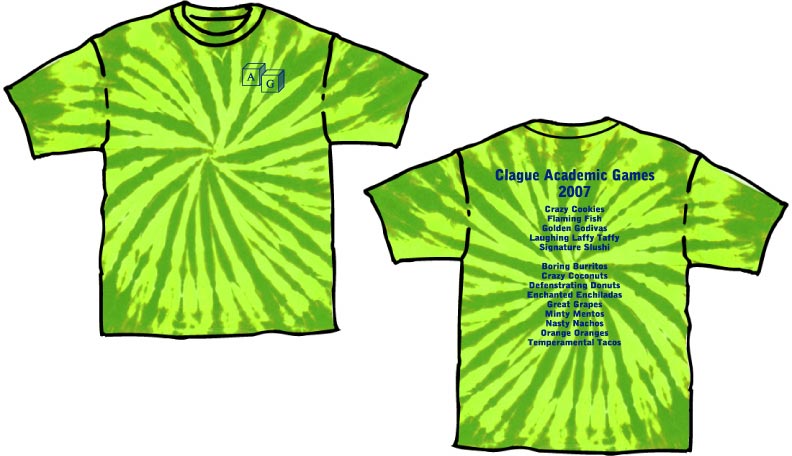 A
G
Clague Academic Games
2007
Crazy Cookies
Flaming Fish
Golden Godivas
Laughing Laffy Taffy
Signature Slushi
Boring Burritos
Crazy Coconuts
Defenstrating Donuts
Enchanted Enchiladas
Great Grapes
Minty Mentos
Nasty Nachos
Orange Oranges
Temperamental Tacos